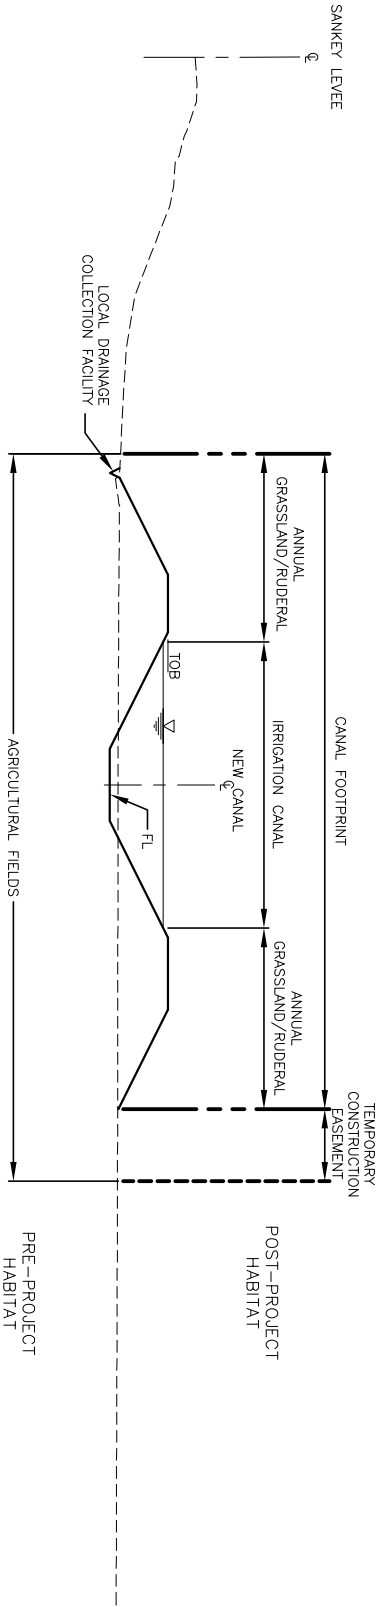 SANKEY LEVEE
℄
LOCAL DRAINAGE
COLLECTION FACILITY
CANAL FOOTPRINT
TEMPORARY
CONSTRUCTION
EASEMENT
ANNUAL
GRASSLAND/RUDERAL
IRRIGATION CANAL
ANNUAL
GRASSLAND/RUDERAL
POST-PROJECT
HABITAT
NEW CANAL
℄
TOB
FL
AGRICULTURAL FIELDS
PRE-PROJECT
HABITAT